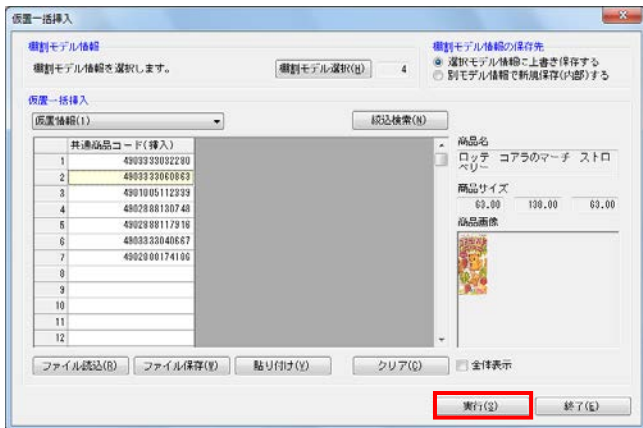 仮置一括挿入
棚割モデル情報
棚割モデル情報を選択します。
棚割モデル選択(M)
4
棚割モデル情報の保存先
選択モデル情報に上書き保存する
別モデル情報で新規保存(内部)する
仮置一括挿入
仮置情報(1)
絞込検索(N)
共通商品コード(挿入)
1 4903333032280
2 4903333060863
3 4901005112339
4 4902888130748
5 4902888117916
6 4903333040667
7 4902800174106
8
9
10
11
12
商品名
ロッテ コアラのマーチ ストロ
ベリー
商品サイズ
63.00 138.00 63.00
商品画像
ファイル読込(R)
ファイル保存(W)
貼り付け(V)
クリア(C)
全体表示
実行(S)
終了(E)